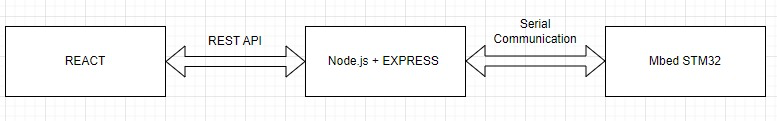 REACT
REST API
Node.js + EXPRESS
Serial
Communication
Mbed STM32